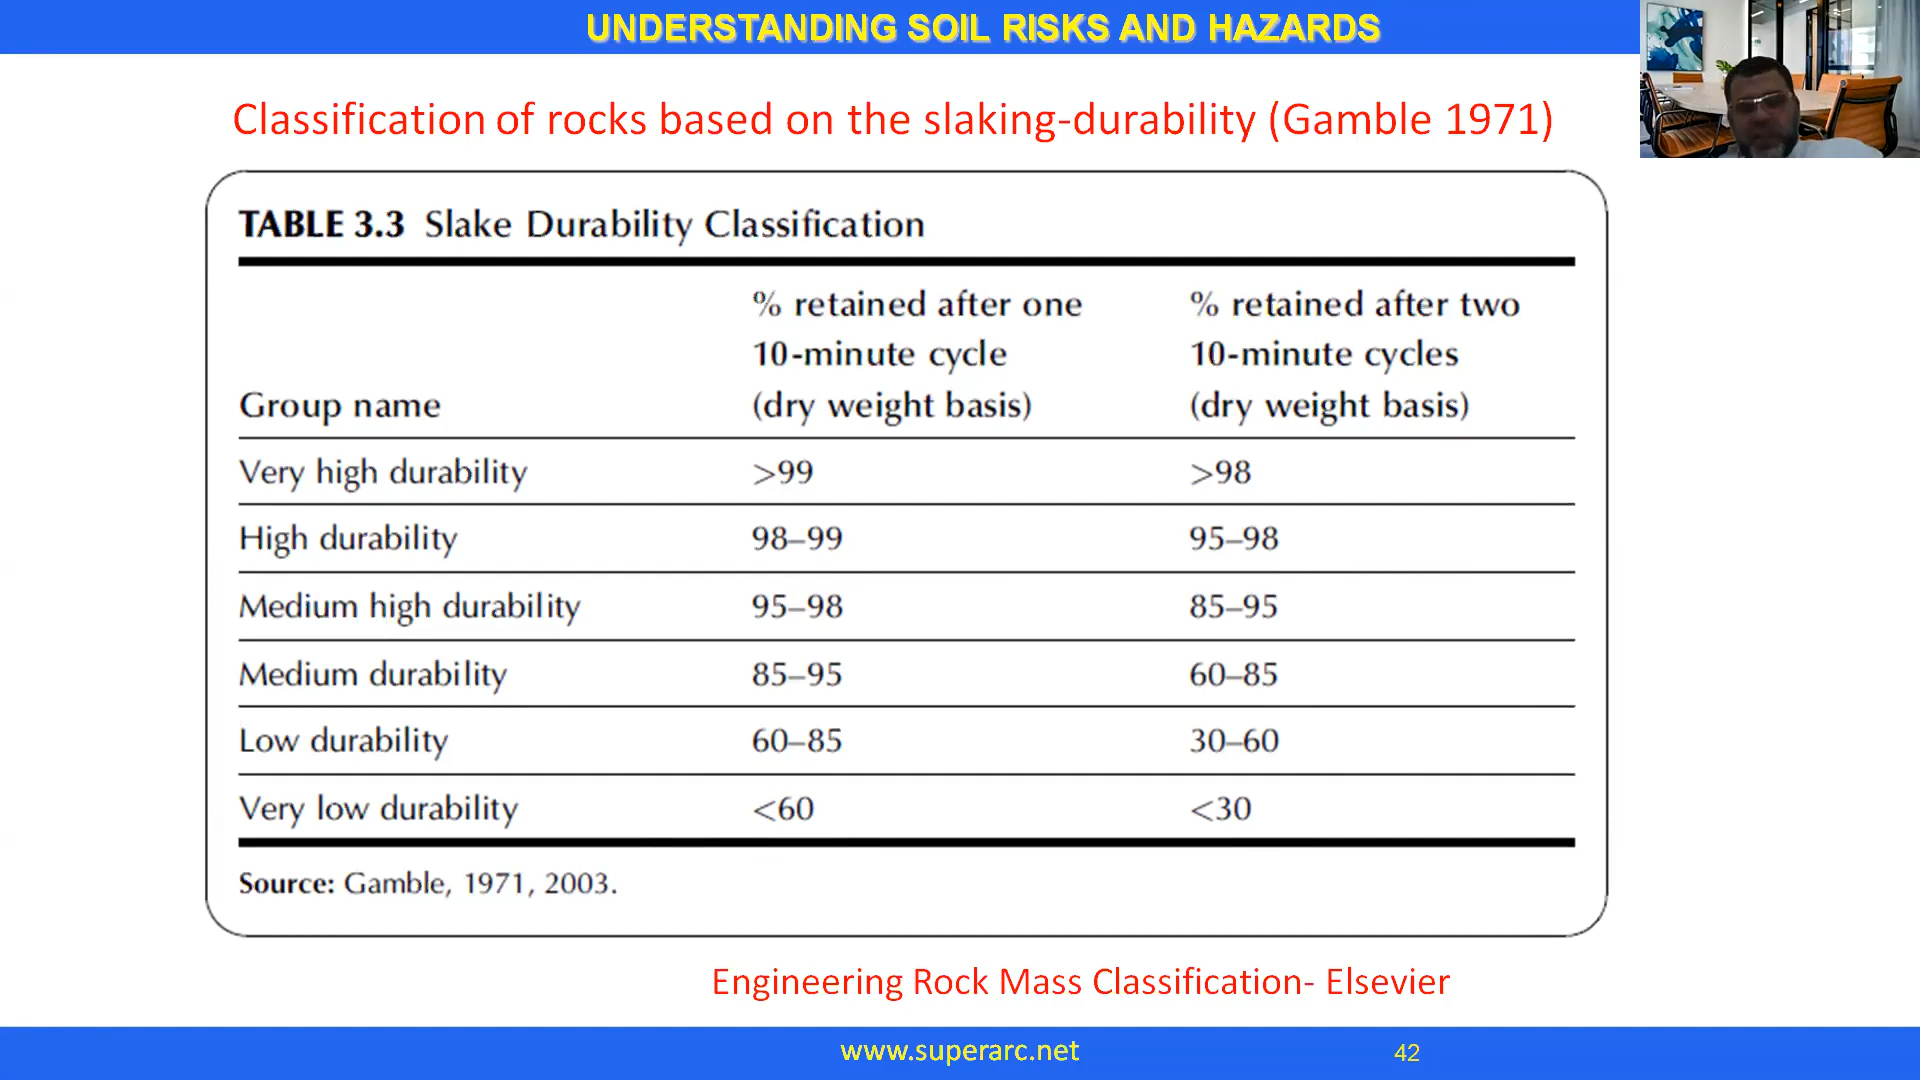 UNDERSTANDING SOIL RISKS AND HAZARDS
Classification of rocks based on the slaking-durability (Gamble 1971)
TABLE 3.3 Slake Durability Classification
Group name % retained after one 10-minute cycle (dry weight basis) % retained after two 10-minute cycles (dry weight basis)
Very high durability >99 >98
High durability 98–99 95–98
Medium high durability 95–98 85–95
Medium durability 85–95 60–85
Low durability 60–85 30–60
Very low durability <60 <30
Source: Gamble, 1971, 2003.
Engineering Rock Mass Classification- Elsevier
www.superarc.net 42